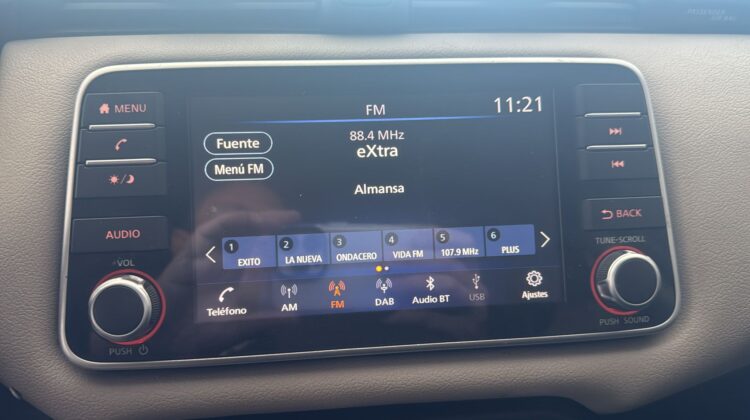 MENU
AUDIO
VOL
PUSH
FM
11:21
88.4 MHz
eXtra
Almansa
Fuente
Menú FM
1 EXITO
2 LA NUEVA
3 ONDACERO
4 VIDA FM
5 107.9 MHz
6 PLUS
Teléfono
AM
FM
DAB
Audio BT
USB
Ajustes
BACK
TUNE-SCROLL
PUSH SOUND